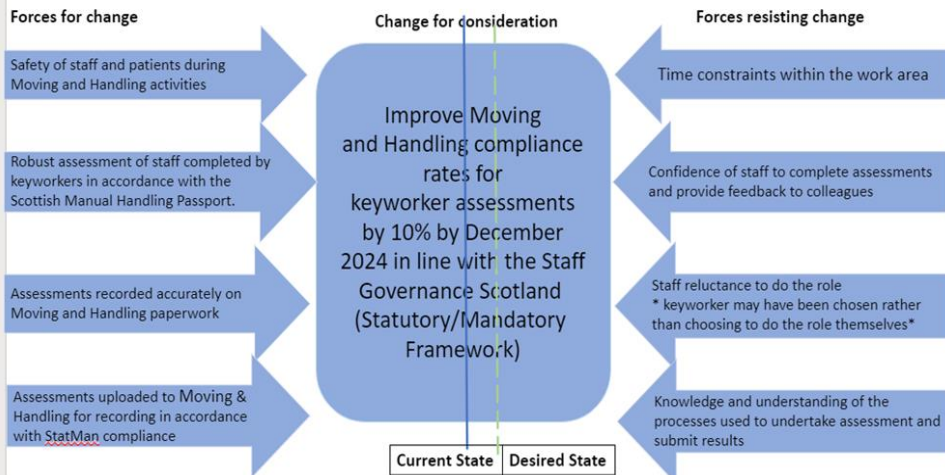 Forces for change
Change for consideration
Forces resisting change
Safety of staff and patients during
Moving and Handling activities
Robust assessment of staff completed by
keyworkers in accordance with the
Scottish Manual Handling Passport.
Assessments recorded accurately on
Moving and Handling paperwork
Assessments uploaded to Moving &
Handling for recording in accordance
with StatMan compliance
Improve Moving
and Handling compliance
rates for
keyworker assessments
by 10% by December
2024 in line with the Staff
Governance Scotland
(Statutory/Mandatory
Framework)
Time constraints within the work area
Confidence of staff to complete assessments
and provide feedback to colleagues
Staff reluctance to do the role
* keyworker may have been chosen rather
than choosing to do the role themselves*
Knowledge and understanding of the
processes used to undertake assessment and
submit results
Current State
Desired State